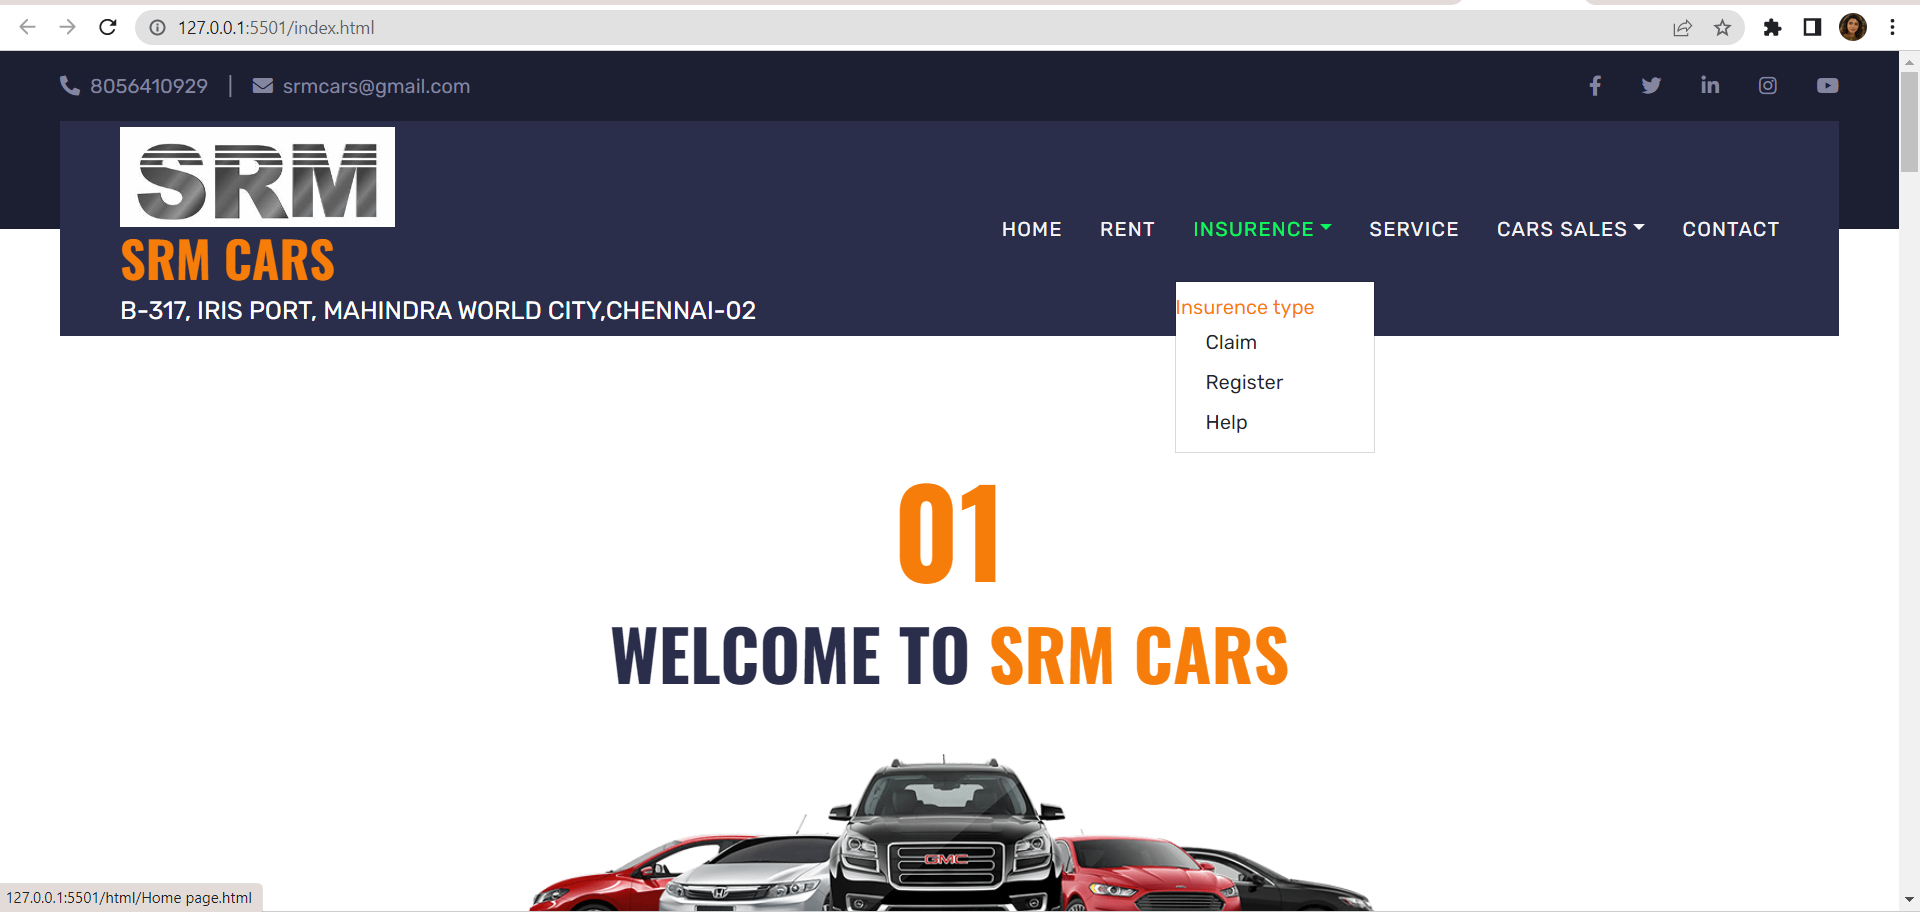 127.0.0.1:5501/index.html
8056410929 | srmcars@gmail.com
SRM
SRM CARS
B-317, IRIS PORT, MAHINDRA WORLD CITY,CHENNAI-02
HOME RENT INSURENCE SERVICE CARS SALES CONTACT
Insurence type
Claim
Register
Help
01
WELCOME TO SRM CARS
GMC
127.0.0.1:5501/html/Home page.html